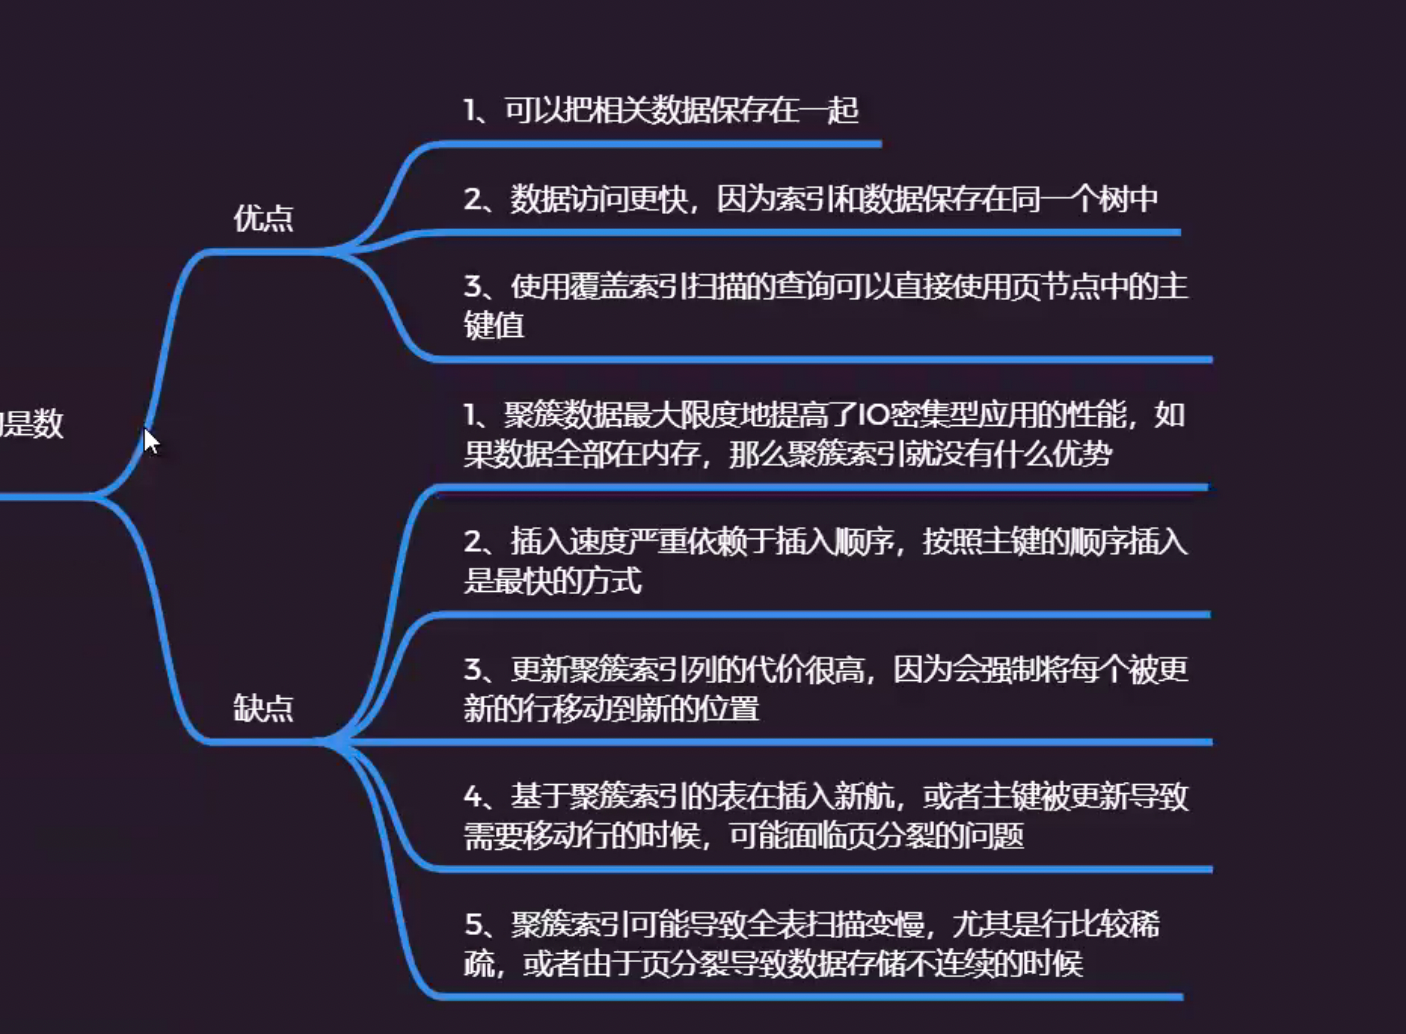 优点
1、可以把相关数据保存在一起
2、数据访问更快，因为索引和数据保存在同一个树中
3、使用覆盖索引扫描的查询可以直接使用页节点中的主
键值
是数
缺点
1、聚簇数据最大限度地提高了IO密集型应用的性能，如
果数据全部在内存，那么聚簇索引就没有什么优势
2、插入速度严重依赖于插入顺序，按照主键的顺序插入
是最快的方式
3、更新聚簇索引列的代价很高，因为会强制将每个被更
新的行移动到新的位置
4、基于聚簇索引的表在插入新航，或者主键被更新导致
需要移动行的时候，可能面临页分裂的问题
5、聚簇索引可能导致全表扫描变慢，尤其是行比较稀
疏，或者由于页分裂导致数据存储不连续的时候